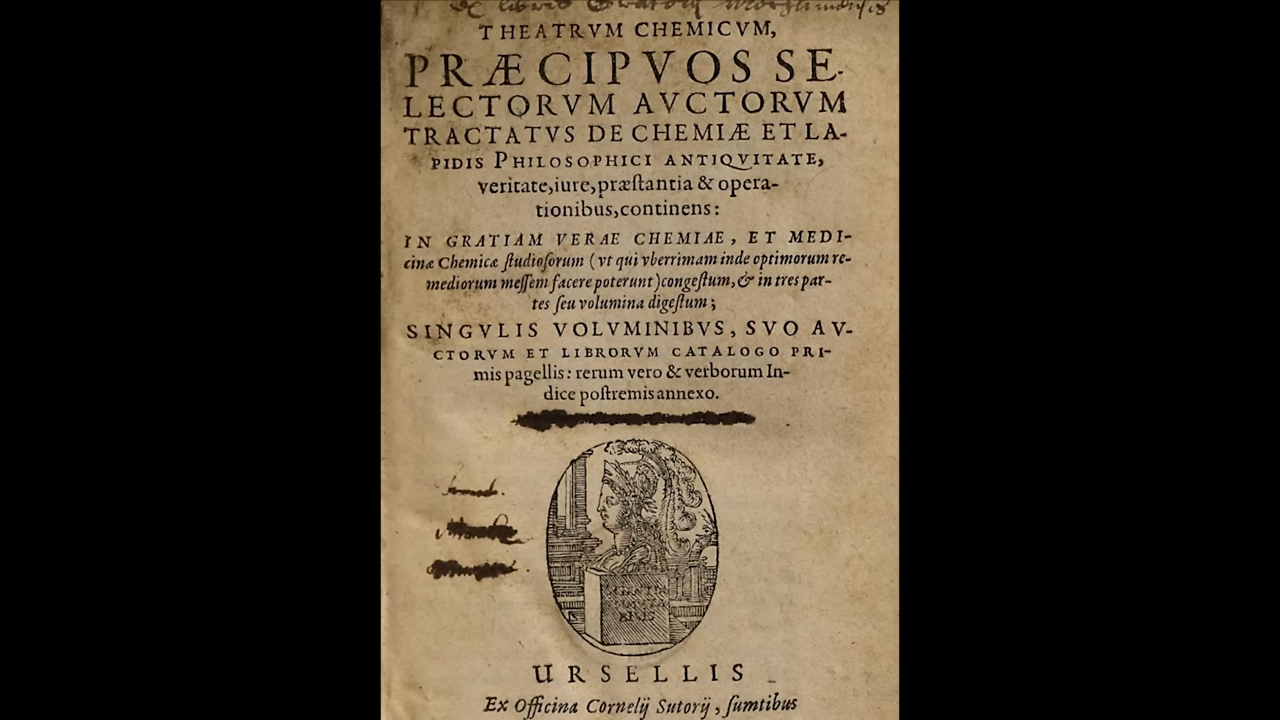 ex libris
THEATRVM CHEMICVM,
PRÆCIPVOS SE-
LECTORVM AVCTORVM
TRACTATVS DE CHEMIÆ ET LA-
PIDIS PHILOSOPHICI ANTIQVITATE,
veritate, iure, præſtantia & opera-
tionibus, continens:
IN GRATIAM VERAE CHEMIAE, ET MEDI-
cinæ Chemicæ ſtudioſorum (vt qui vberrimam inde optimorum re-
mediorum meſſem facere poterunt) congeſtum, & in tres par-
tes ſeu volumina digeſtum;
SINGVLIS VOLVMINIBVS, SVO AV-
CTORVM ET LIBRORVM CATALOGO PRI-
mis pagellis: rerum vero & verborum In-
dice poſtremis annexo.
URSELLIS
Ex Officina Cornelij Sutorij, ſumtibus